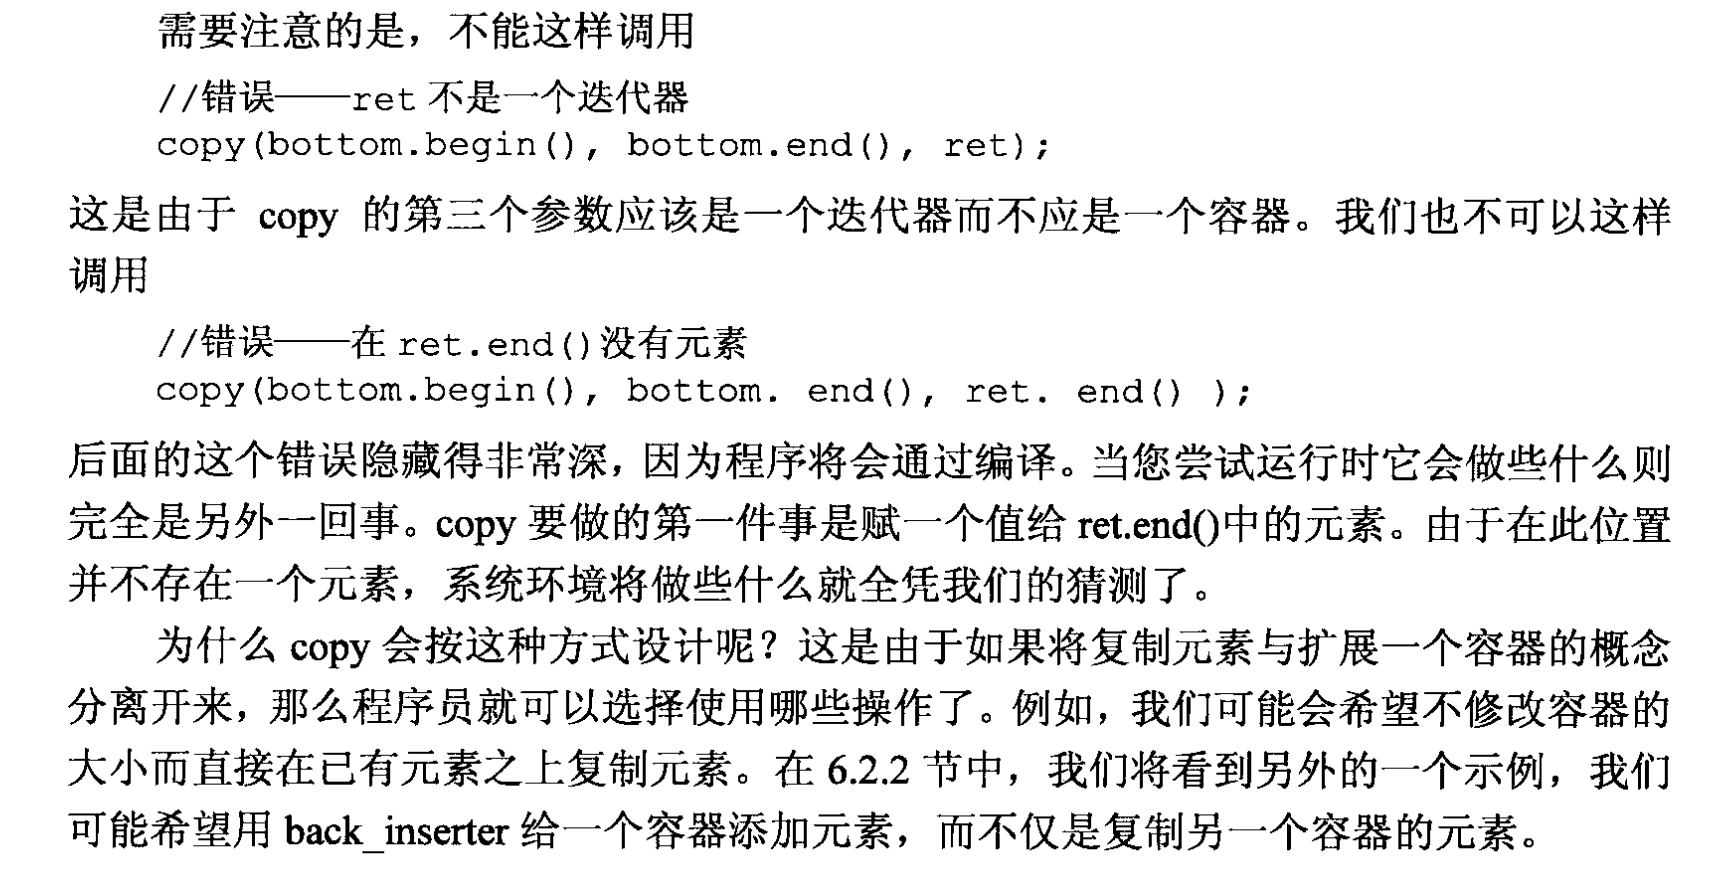 需要注意的是，不能这样调用
//错误——ret 不是一个迭代器
copy(bottom.begin(), bottom.end(), ret);
这是由于 copy 的第三个参数应该是一个迭代器而不应是一个容器。我们也不可以这样
调用
//错误——在 ret.end()没有元素
copy(bottom.begin(), bottom. end(), ret. end() );
后面的这个错误隐藏得非常深，因为程序将会通过编译。当您尝试运行时它会做些什么则
完全是另外一回事。copy 要做的第一件事是赋一个值给 ret.end()中的元素。由于在此位置
并不存在一个元素，系统环境将做些什么就全凭我们的猜测了。
为什么 copy 会按这种方式设计呢？这是由于如果将复制元素与扩展一个容器的概念
分离开来，那么程序员就可以选择使用哪些操作了。例如，我们可能会希望不修改容器的
大小而直接在已有元素之上复制元素。在 6.2.2 节中，我们将看到另外的一个示例，我们
可能希望用 back_inserter 给一个容器添加元素，而不仅是复制另一个容器的元素。